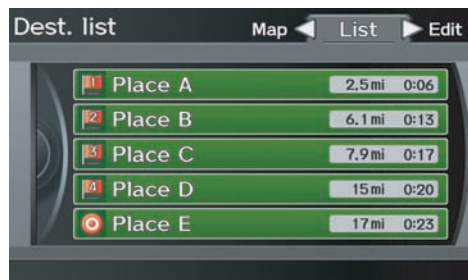 Dest. list Map List Edit
1 Place A 2.5mi 0:06
2 Place B 6.1mi 0:13
3 Place C 7.9mi 0:17
4 Place D 15mi 0:20
Place E 17mi 0:23